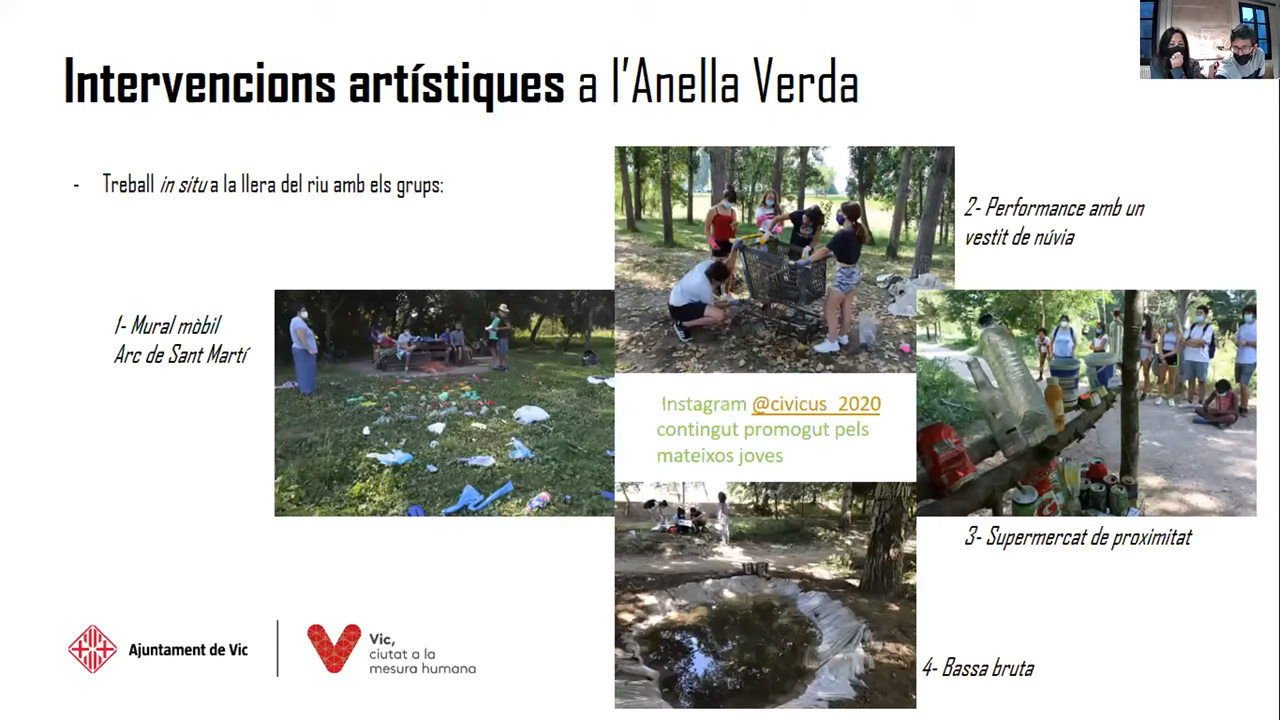 Intervencions artístiques a l'Anella Verda
- Treball in situ a la llera del riu amb els grups:
1- Mural mòbil
Arc de Sant Martí
2- Performance amb un
vestit de núvia
Instagram @civicus_2020
contingut promogut pels
mateixos joves
3- Supermercat de proximitat
4- Bassa bruta
Ajuntament de Vic
Vic,
ciutat a la
mesura humana